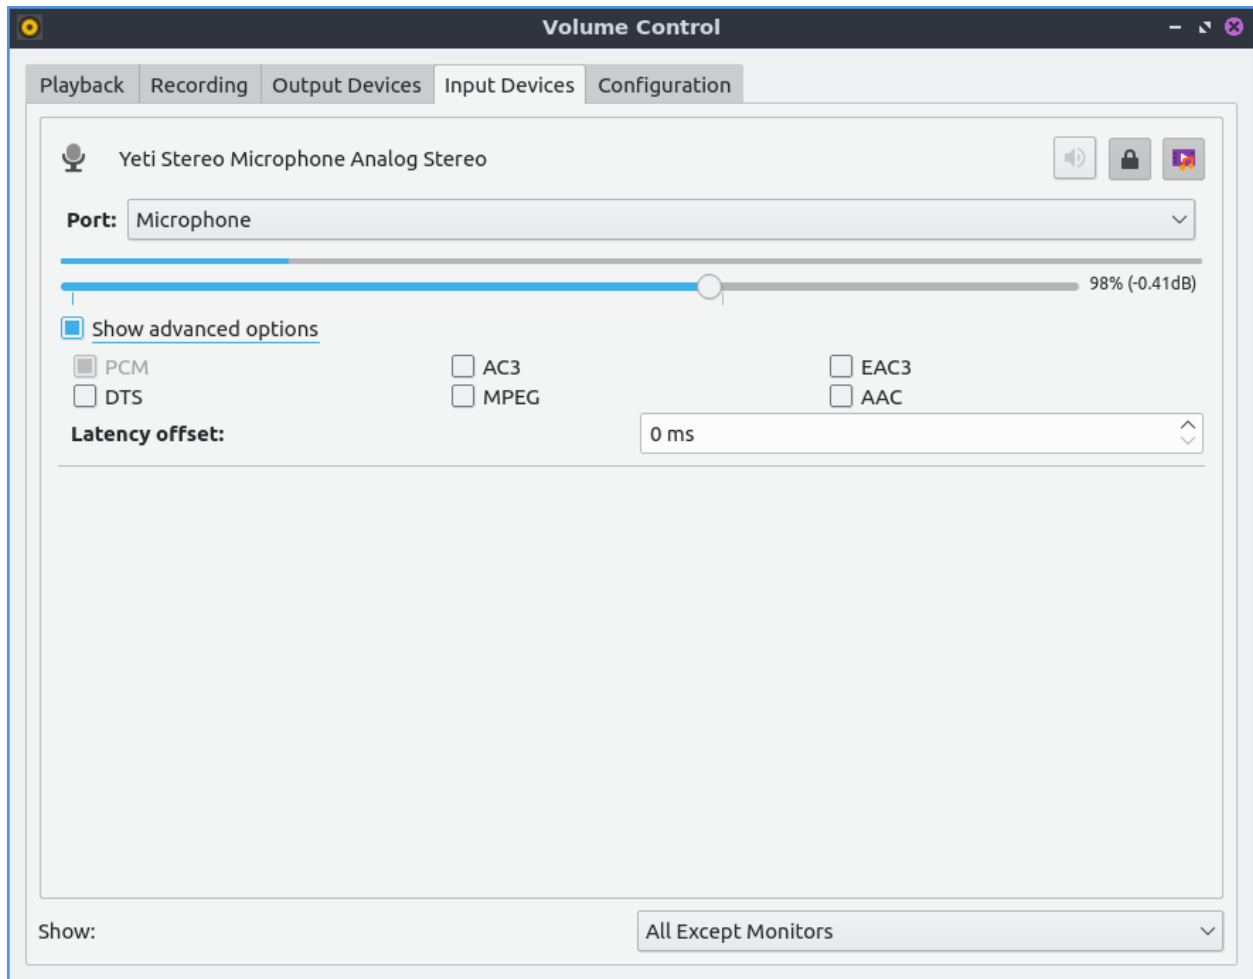 Volume Control
Playback Recording Output Devices Input Devices Configuration
Yeti Stereo Microphone Analog Stereo
Port: Microphone
98% (-0.41dB)
Show advanced options
PCM AC3 EAC3
DTS MPEG AAC
Latency offset: 0 ms
Show: All Except Monitors